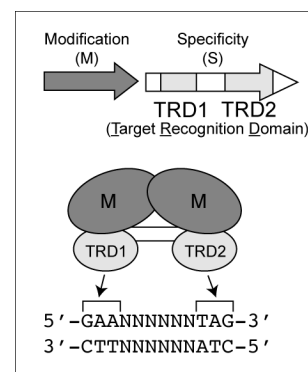 Modification Specificity
(M) (S)
TRD1 TRD2
(Target Recognition Domain)
M M
TRD1 TRD2
5′-GAANNNNNNTAG-3′
3′-CTTNNNNNNATC-5′